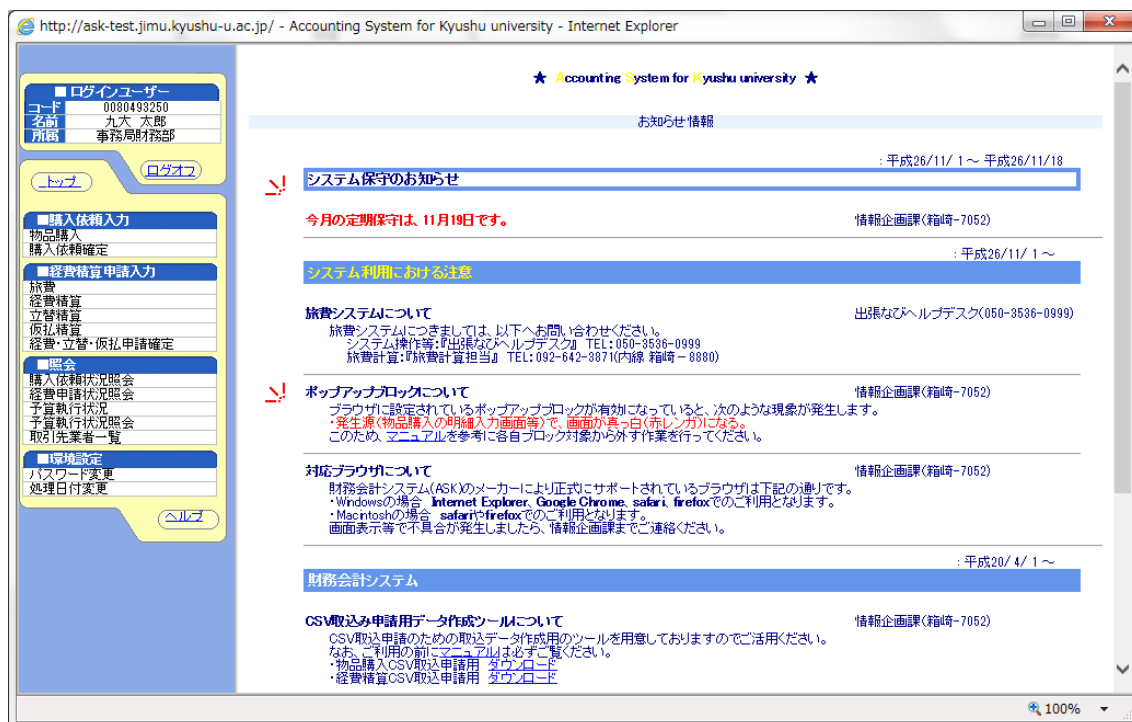 http://ask-test.jimu.kyushu-u.ac.jp/ - Accounting System for Kyushu university - Internet Explorer
■ログインユーザー
コード 0080493250
名前 九大 太郎
所属 事務局財務部
トップ
ログオフ
■購入依頼入力
物品購入
購入依頼確定
■経費精算申請入力
旅費
経費精算
立替精算
仮払精算
経費・立替・仮払申請確定
■照会
購入依頼状況照会
経費申請状況照会
予算執行状況
予算執行状況照会
取引先業者一覧
■環境設定
パスワード変更
処理日付変更
ヘルプ
★ Accounting System for Kyushu university ★
お知らせ情報
: 平成26/11/ 1 ～ 平成26/11/18
システム保守のお知らせ
今月の定期保守は、11月19日です。 情報企画課(箱崎-7052)
: 平成26/11/ 1 ～
システム利用における注意
旅費システムについて 出張なびヘルプデスク(050-3536-0999)
旅費システムにつきましては、以下へお問い合わせください。
システム操作等:『出張なびヘルプデスク』 TEL:050-3536-0999
旅費計算:『旅費計算担当』 TEL:092-642-3871(内線 箱崎－8880)
ポップアップブロックについて 情報企画課(箱崎-7052)
ブラウザに設定されているポップアップブロックが有効になっていると、次のような現象が発生します。
・発生源(物品購入の明細入力画面等)で、画面が真っ白(赤レンガ)になる。
このため、マニュアルを参考に各自ブロック対象から外す作業を行ってください。
対応ブラウザについて 情報企画課(箱崎-7052)
財務会計システム(ASK)のメーカーにより正式にサポートされているブラウザは下記の通りです。
・Windowsの場合 Internet Explorer、Google Chrome、safari、firefoxでのご利用となります。
・Macintoshの場合 safariやfirefoxでのご利用となります。
画面表示等で不具合が発生しましたら、情報企画課までご連絡ください。
: 平成20/ 4/ 1 ～
財務会計システム
CSV取込み申請用データ作成ツールについて 情報企画課(箱崎-7052)
CSV取込申請のための取込データ作成用のツールを用意しておりますのでご活用ください。
なお、ご利用の前にマニュアルは必ずご覧ください。
・物品購入CSV取込申請用 ダウンロード
・経費精算CSV取込申請用 ダウンロード
100%